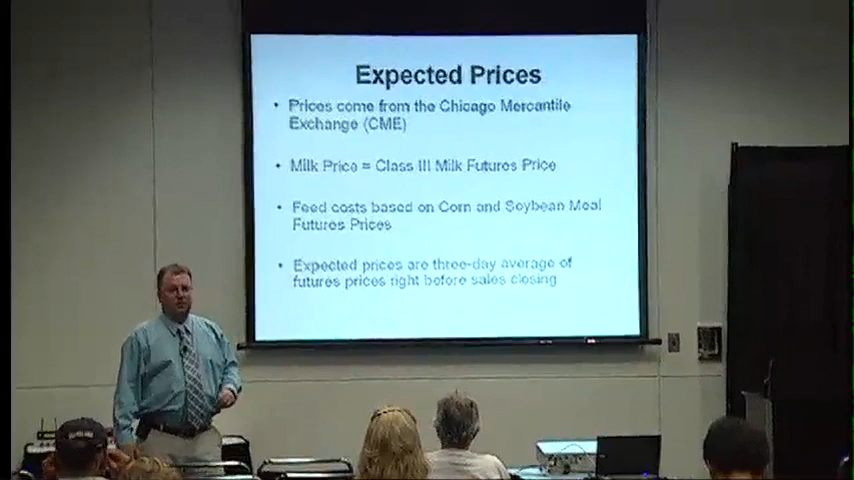 Expected Prices
• Prices come from the Chicago Mercantile
Exchange (CME)
• Milk Price = Class III Milk Futures Price
• Feed costs based on Corn and Soybean Meal
Futures Prices
• Expected prices are three-day average of
futures prices right before sales closing